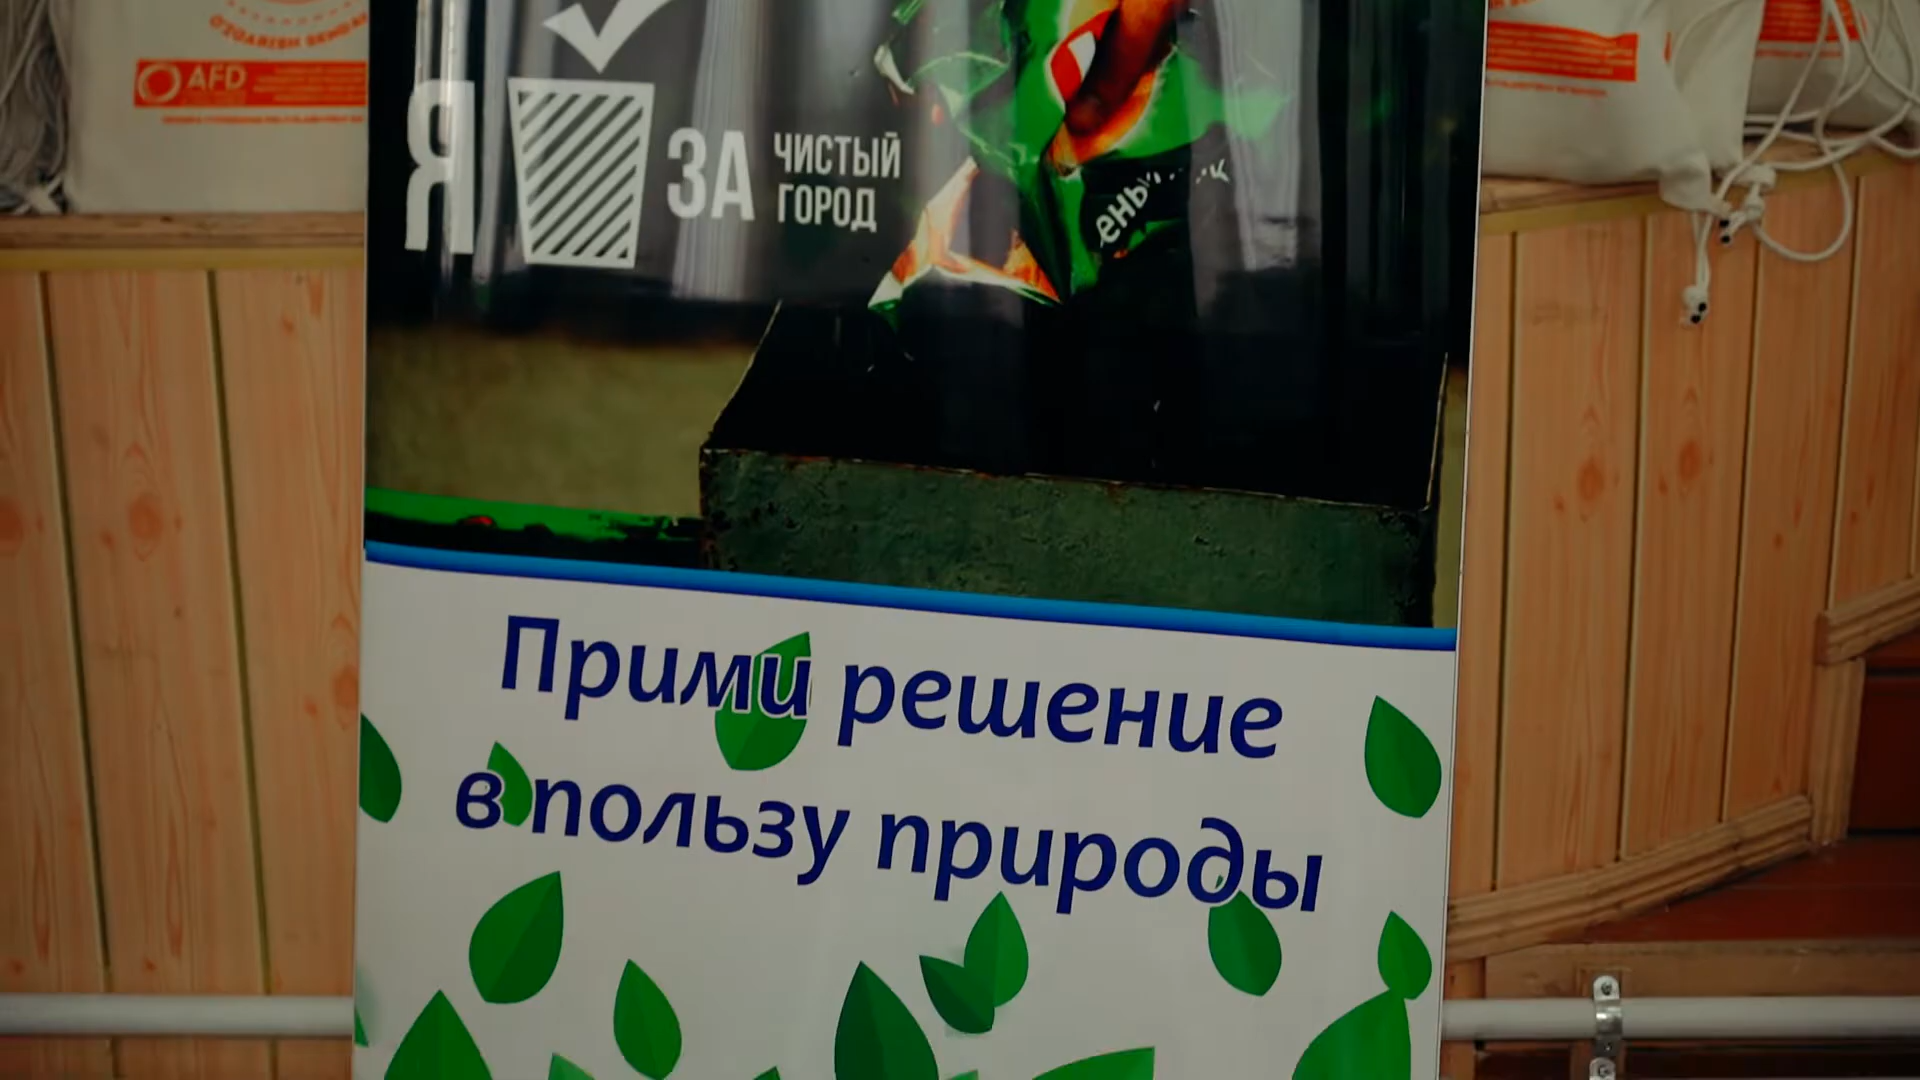 AFD
Я ЗА ЧИСТЫЙ
ГОРОД
Прими решение
в пользу природы